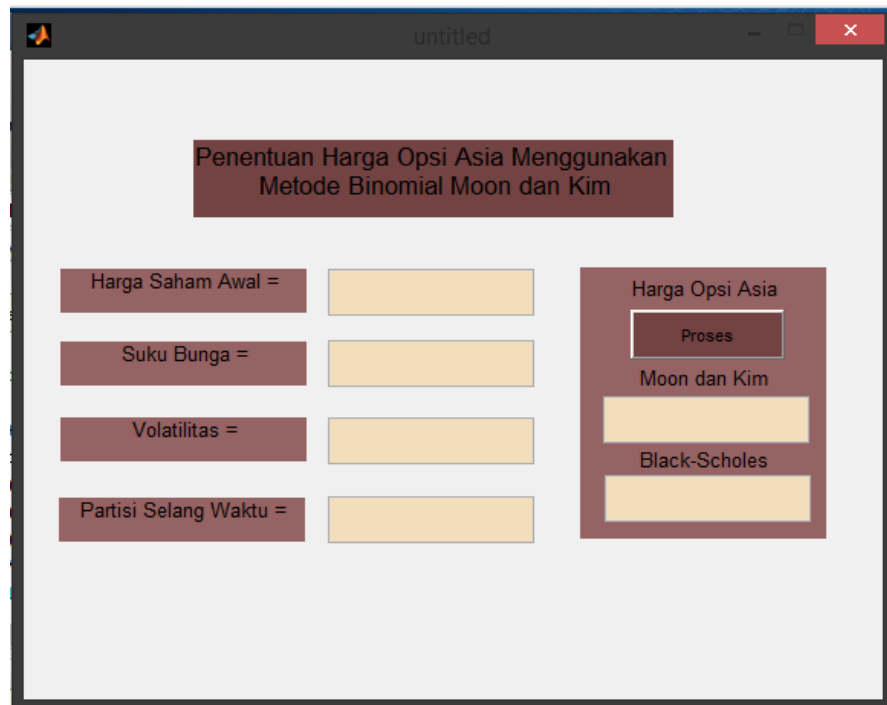 untitled
Penentuan Harga Opsi Asia Menggunakan
Metode Binomial Moon dan Kim
Harga Saham Awal =
Suku Bunga =
Volatilitas =
Partisi Selang Waktu =
Harga Opsi Asia
Proses
Moon dan Kim
Black-Scholes